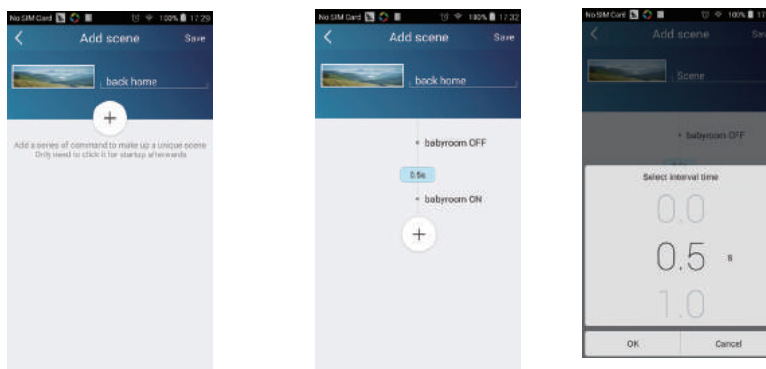 No SIM Card 100% 17:29
Add scene Save
back home
Add a series of command to make up a unique scene
Only need to click it for startup afterwards
No SIM Card 100% 17:32
Add scene Save
back home
babyroom OFF
0.5s
babyroom ON
No SIM Card 100% 17
Add scene Sav
Scene
babyroom OFF
Select interval time
0.0
0.5 s
1.0
OK Cancel